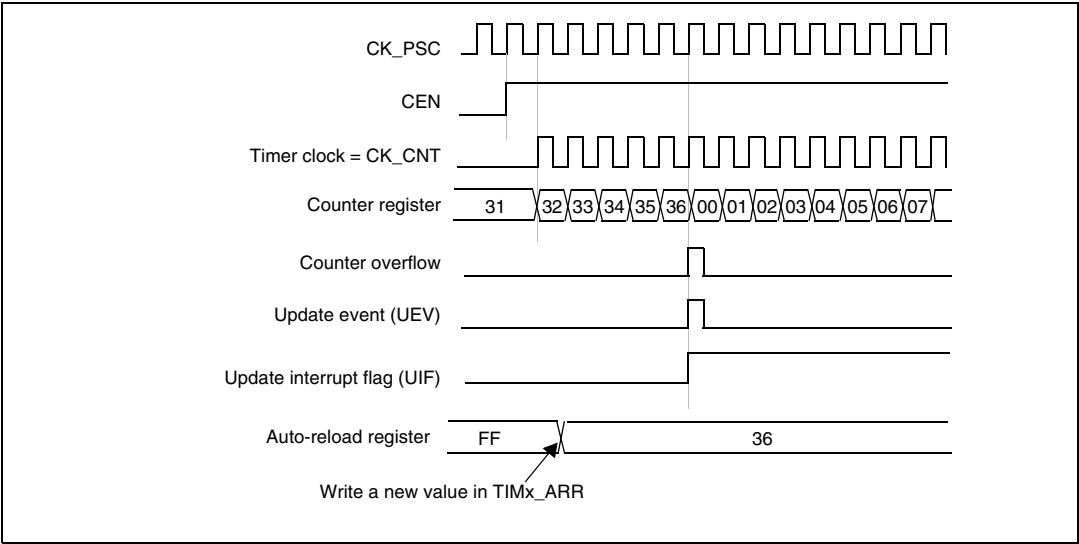 CK_PSC
CEN
Timer clock = CK_CNT
Counter register 31 32 33 34 35 36 00 01 02 03 04 05 06 07
Counter overflow
Update event (UEV)
Update interrupt flag (UIF)
Auto-reload register FF 36
Write a new value in TIMx_ARR